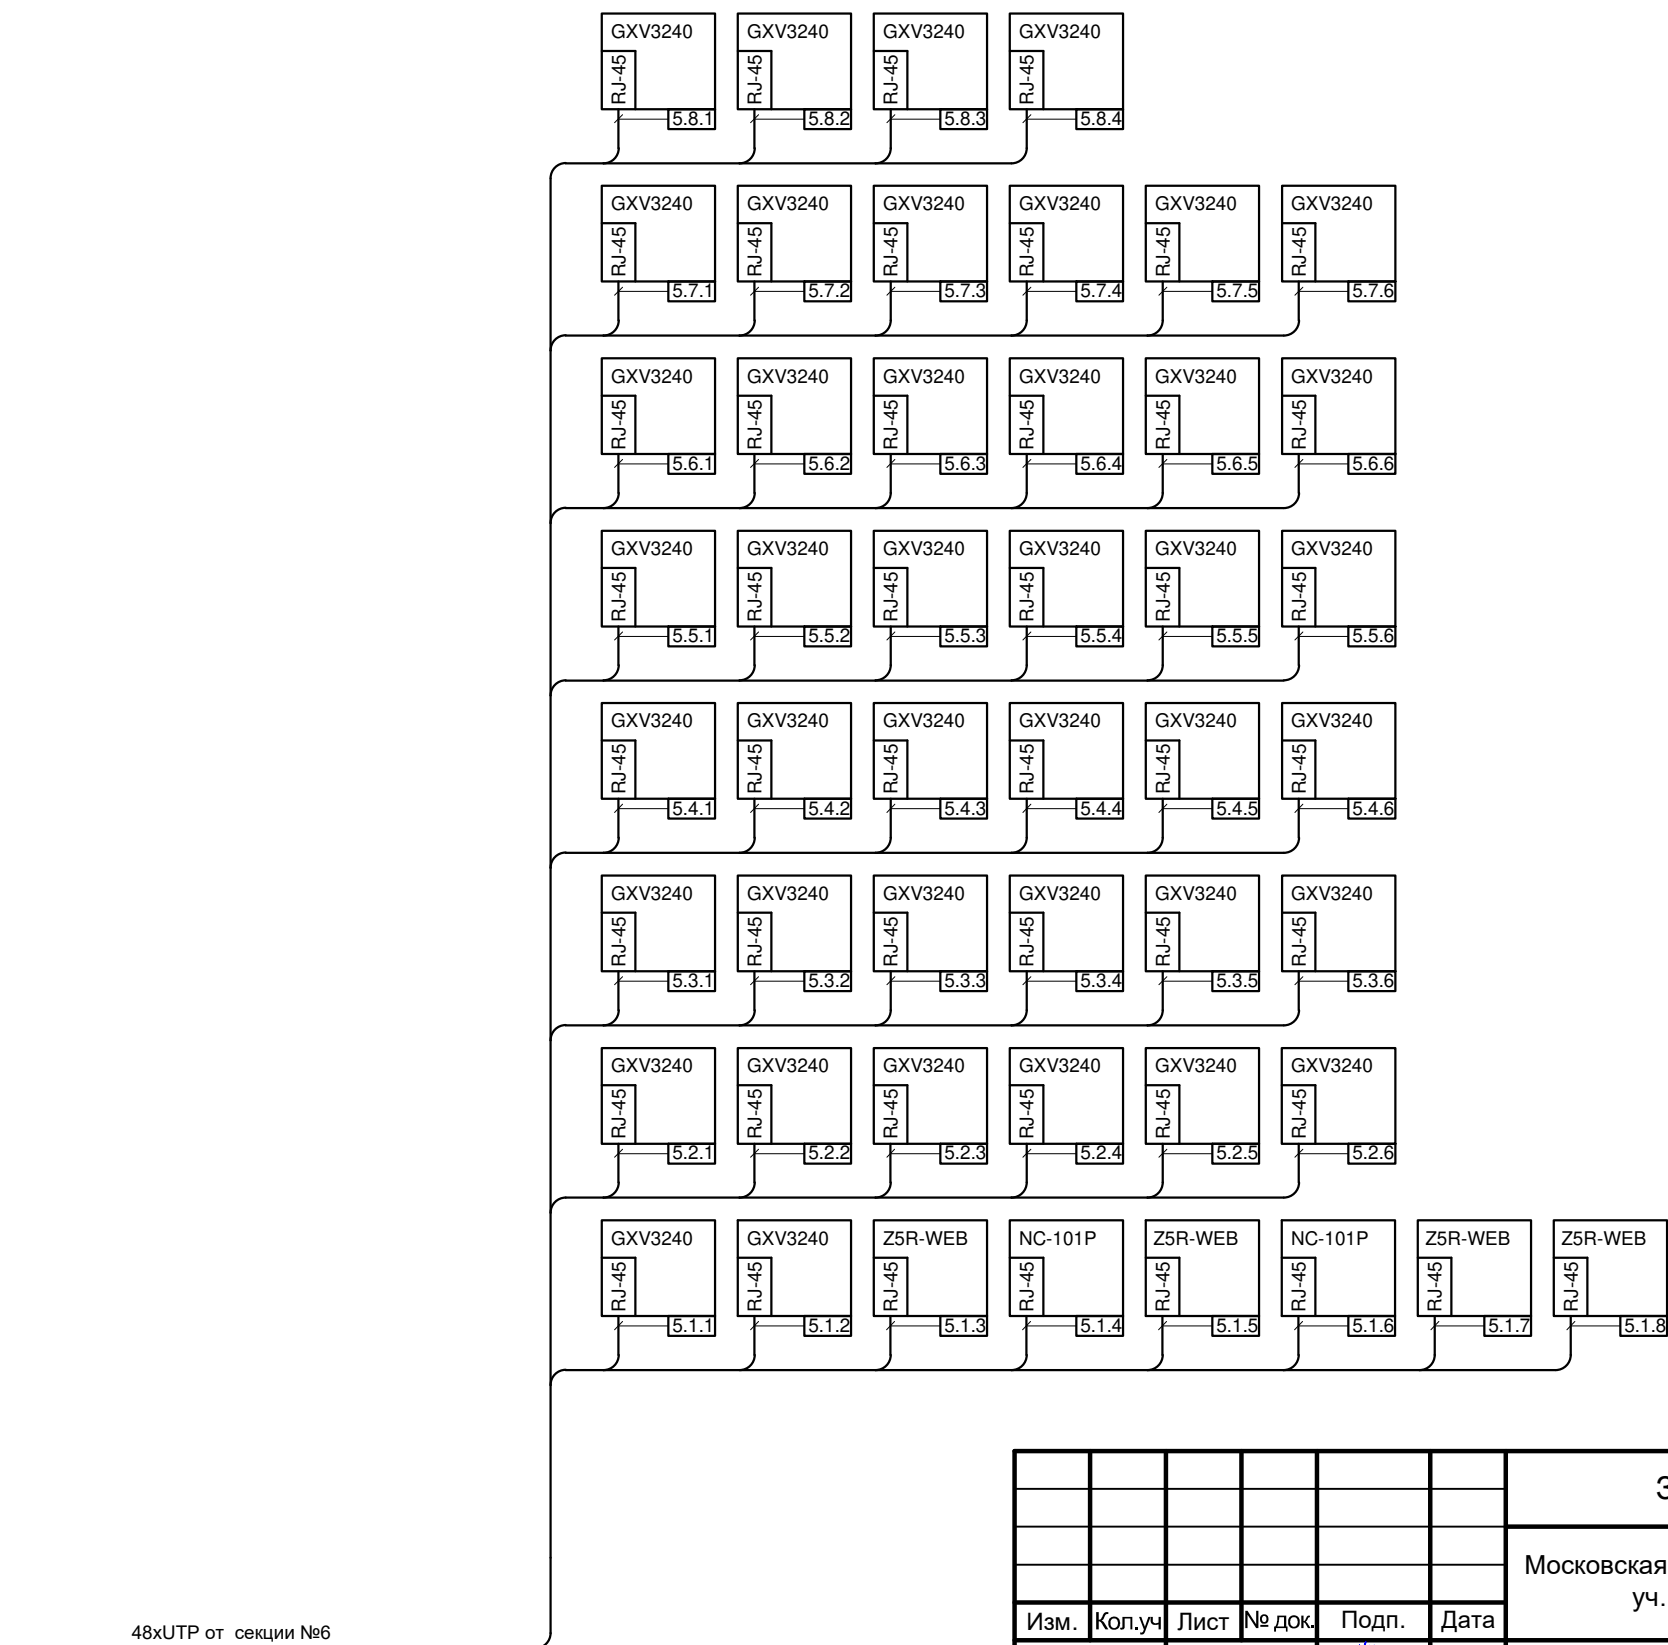 GXV3240 GXV3240 GXV3240 GXV3240
RJ-45 RJ-45 RJ-45 RJ-45
5.8.1 5.8.2 5.8.3 5.8.4
GXV3240 GXV3240 GXV3240 GXV3240 GXV3240 GXV3240
RJ-45 RJ-45 RJ-45 RJ-45 RJ-45 RJ-45
5.7.1 5.7.2 5.7.3 5.7.4 5.7.5 5.7.6
GXV3240 GXV3240 GXV3240 GXV3240 GXV3240 GXV3240
RJ-45 RJ-45 RJ-45 RJ-45 RJ-45 RJ-45
5.6.1 5.6.2 5.6.3 5.6.4 5.6.5 5.6.6
GXV3240 GXV3240 GXV3240 GXV3240 GXV3240 GXV3240
RJ-45 RJ-45 RJ-45 RJ-45 RJ-45 RJ-45
5.5.1 5.5.2 5.5.3 5.5.4 5.5.5 5.5.6
GXV3240 GXV3240 GXV3240 GXV3240 GXV3240 GXV3240
RJ-45 RJ-45 RJ-45 RJ-45 RJ-45 RJ-45
5.4.1 5.4.2 5.4.3 5.4.4 5.4.5 5.4.6
GXV3240 GXV3240 GXV3240 GXV3240 GXV3240 GXV3240
RJ-45 RJ-45 RJ-45 RJ-45 RJ-45 RJ-45
5.3.1 5.3.2 5.3.3 5.3.4 5.3.5 5.3.6
GXV3240 GXV3240 GXV3240 GXV3240 GXV3240 GXV3240
RJ-45 RJ-45 RJ-45 RJ-45 RJ-45 RJ-45
5.2.1 5.2.2 5.2.3 5.2.4 5.2.5 5.2.6
GXV3240 GXV3240 Z5R-WEB NC-101P Z5R-WEB NC-101P Z5R-WEB Z5R-WEB
RJ-45 RJ-45 RJ-45 RJ-45 RJ-45 RJ-45 RJ-45 RJ-45
5.1.1 5.1.2 5.1.3 5.1.4 5.1.5 5.1.6 5.1.7 5.1.8
Московская
уч.
Изм. Кол.уч Лист № док. Подп. Дата
48xUTP от секции №6